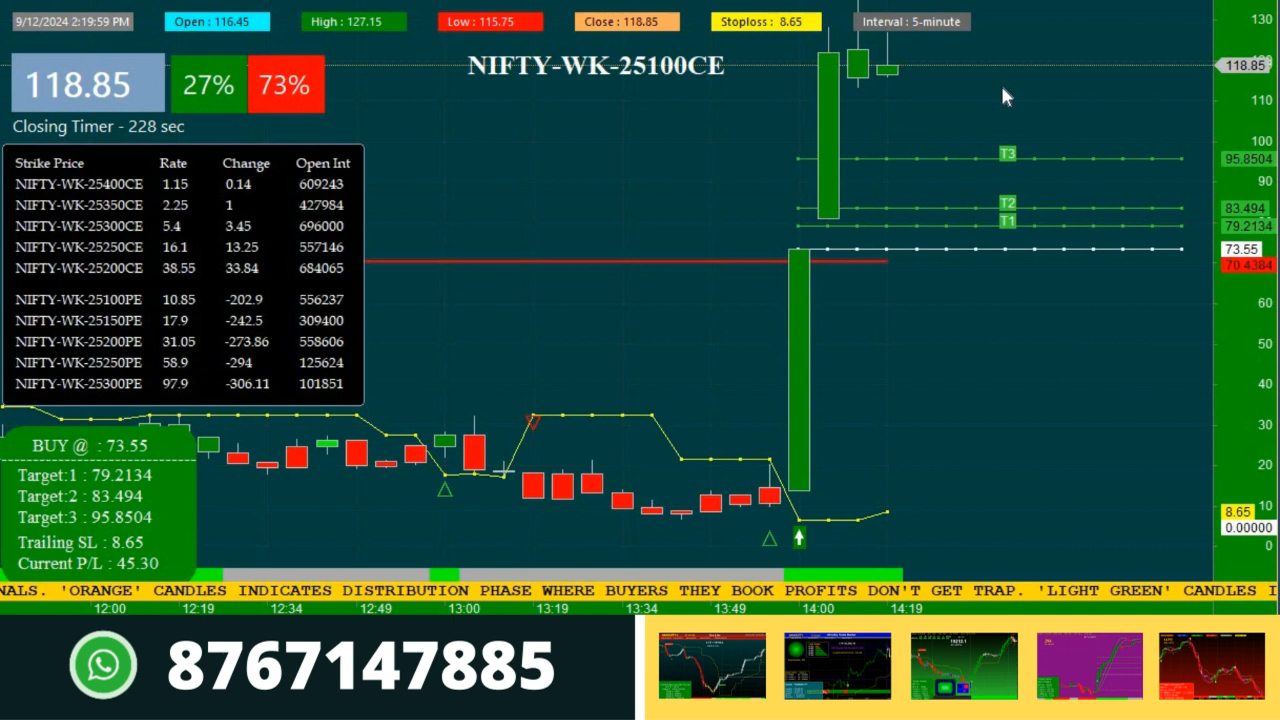 9/12/2024 2:19:59 PM
Open : 116.45
High : 127.15
Low : 115.75
Close : 118.85
Stoploss : 8.65
Interval : 5-minute
118.85
27%
73%
NIFTY-WK-25100CE
Closing Timer - 228 sec
Strike Price Rate Change Open Int
NIFTY-WK-25400CE 1.15 0.14 609243
NIFTY-WK-25350CE 2.25 1 427984
NIFTY-WK-25300CE 5.4 3.45 696000
NIFTY-WK-25250CE 16.1 13.25 557146
NIFTY-WK-25200CE 38.55 33.84 684065
NIFTY-WK-25100PE 10.85 -202.9 556237
NIFTY-WK-25150PE 17.9 -242.5 309400
NIFTY-WK-25200PE 31.05 -273.86 558606
NIFTY-WK-25250PE 58.9 -294 125624
NIFTY-WK-25300PE 97.9 -306.11 101851
BUY @ : 73.55
Target:1 : 79.2134
Target:2 : 83.494
Target:3 : 95.8504
Trailing SL : 8.65
Current P/L : 45.30
T3
T2
T1
130
118.85
110
100
95.8504
90
83.494
79.2134
73.55
70.4384
60
50
40
30
20
10
8.65
0.00000
0
NALS. 'ORANGE' CANDLES INDICATES DISTRIBUTION PHASE WHERE BUYERS THEY BOOK PROFITS DON'T GET TRAP. 'LIGHT GREEN' CANDLES I
12:00 12:19 12:34 12:49 13:00 13:19 13:34 13:49 14:00 14:19
8767147885